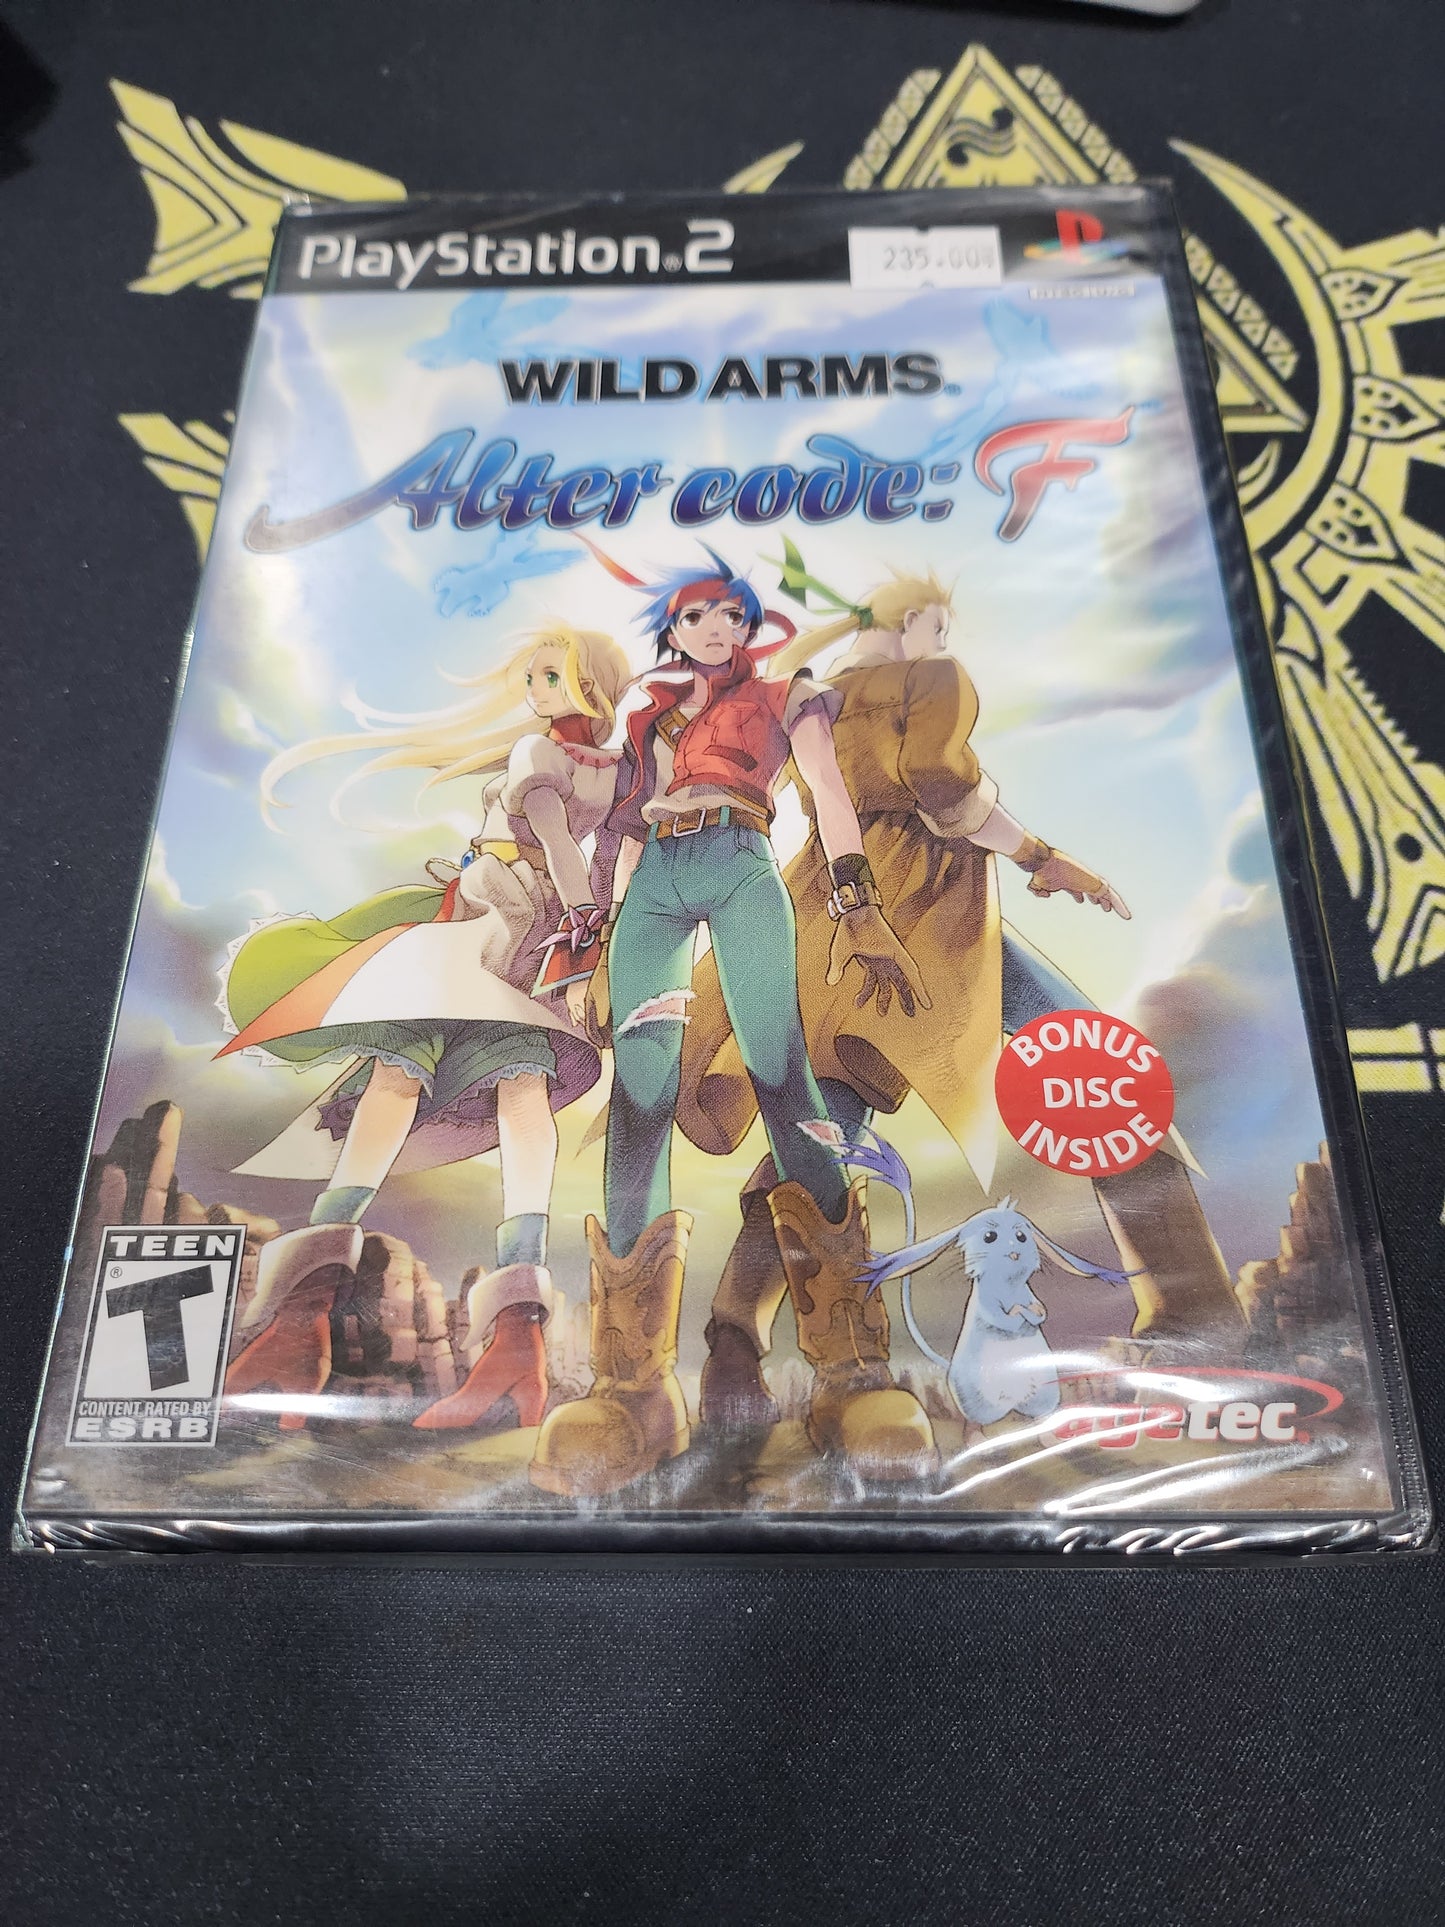 PlayStation®2
235.00
WILD ARMS®
Alter code: F
BONUS
DISC
INSIDE
TEEN
T®
CONTENT RATED BY
ESRB
agetec